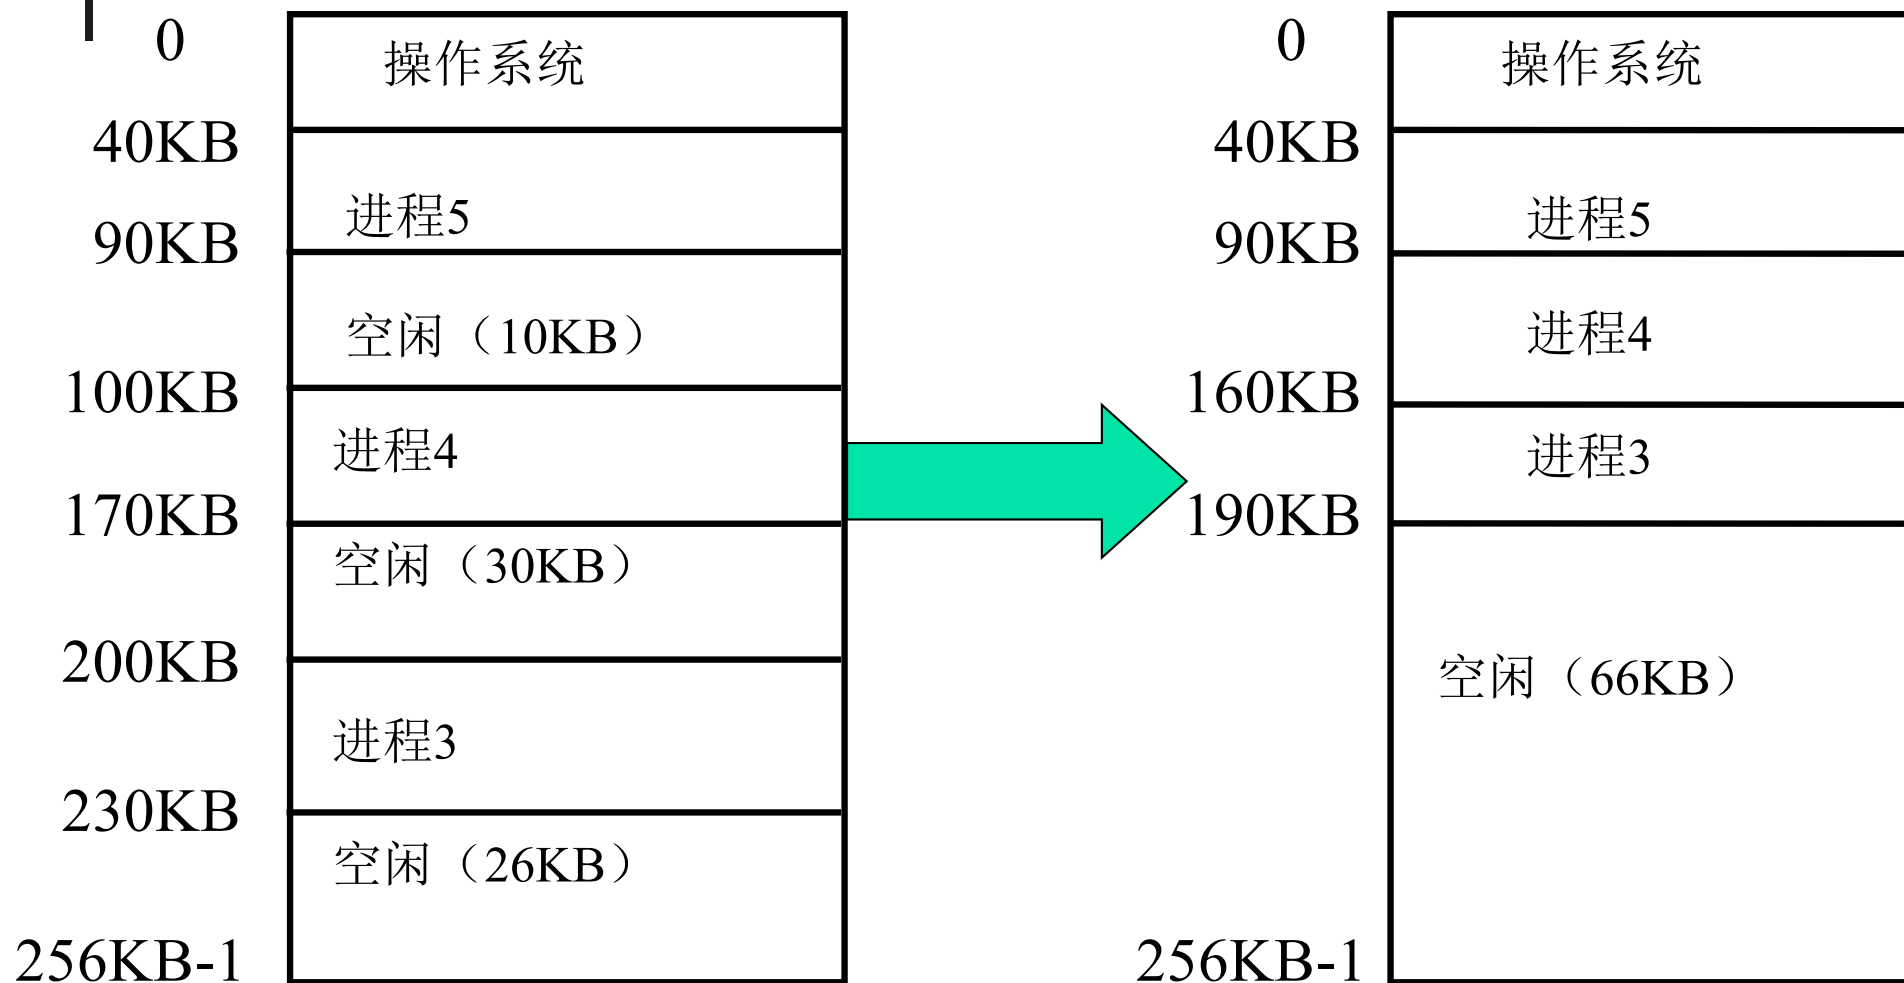 0
操作系统
40KB
进程5
90KB
空闲（10KB）
100KB
进程4
170KB
空闲（30KB）
200KB
进程3
230KB
空闲（26KB）
256KB-1
0
操作系统
40KB
进程5
90KB
进程4
160KB
进程3
190KB
空闲（66KB）
256KB-1